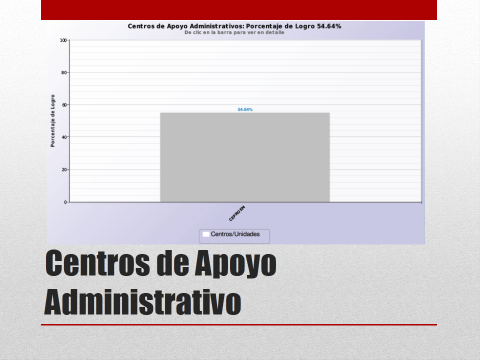 Centros de Apoyo Administrativos: Porcentaje de Logro 54.64%
De clic en la barra para ver en detalle
Porcentaje de Logro
100
80
60
40
20
0
54.64%
Centros/Unidades
Centros de Apoyo
Administrativo